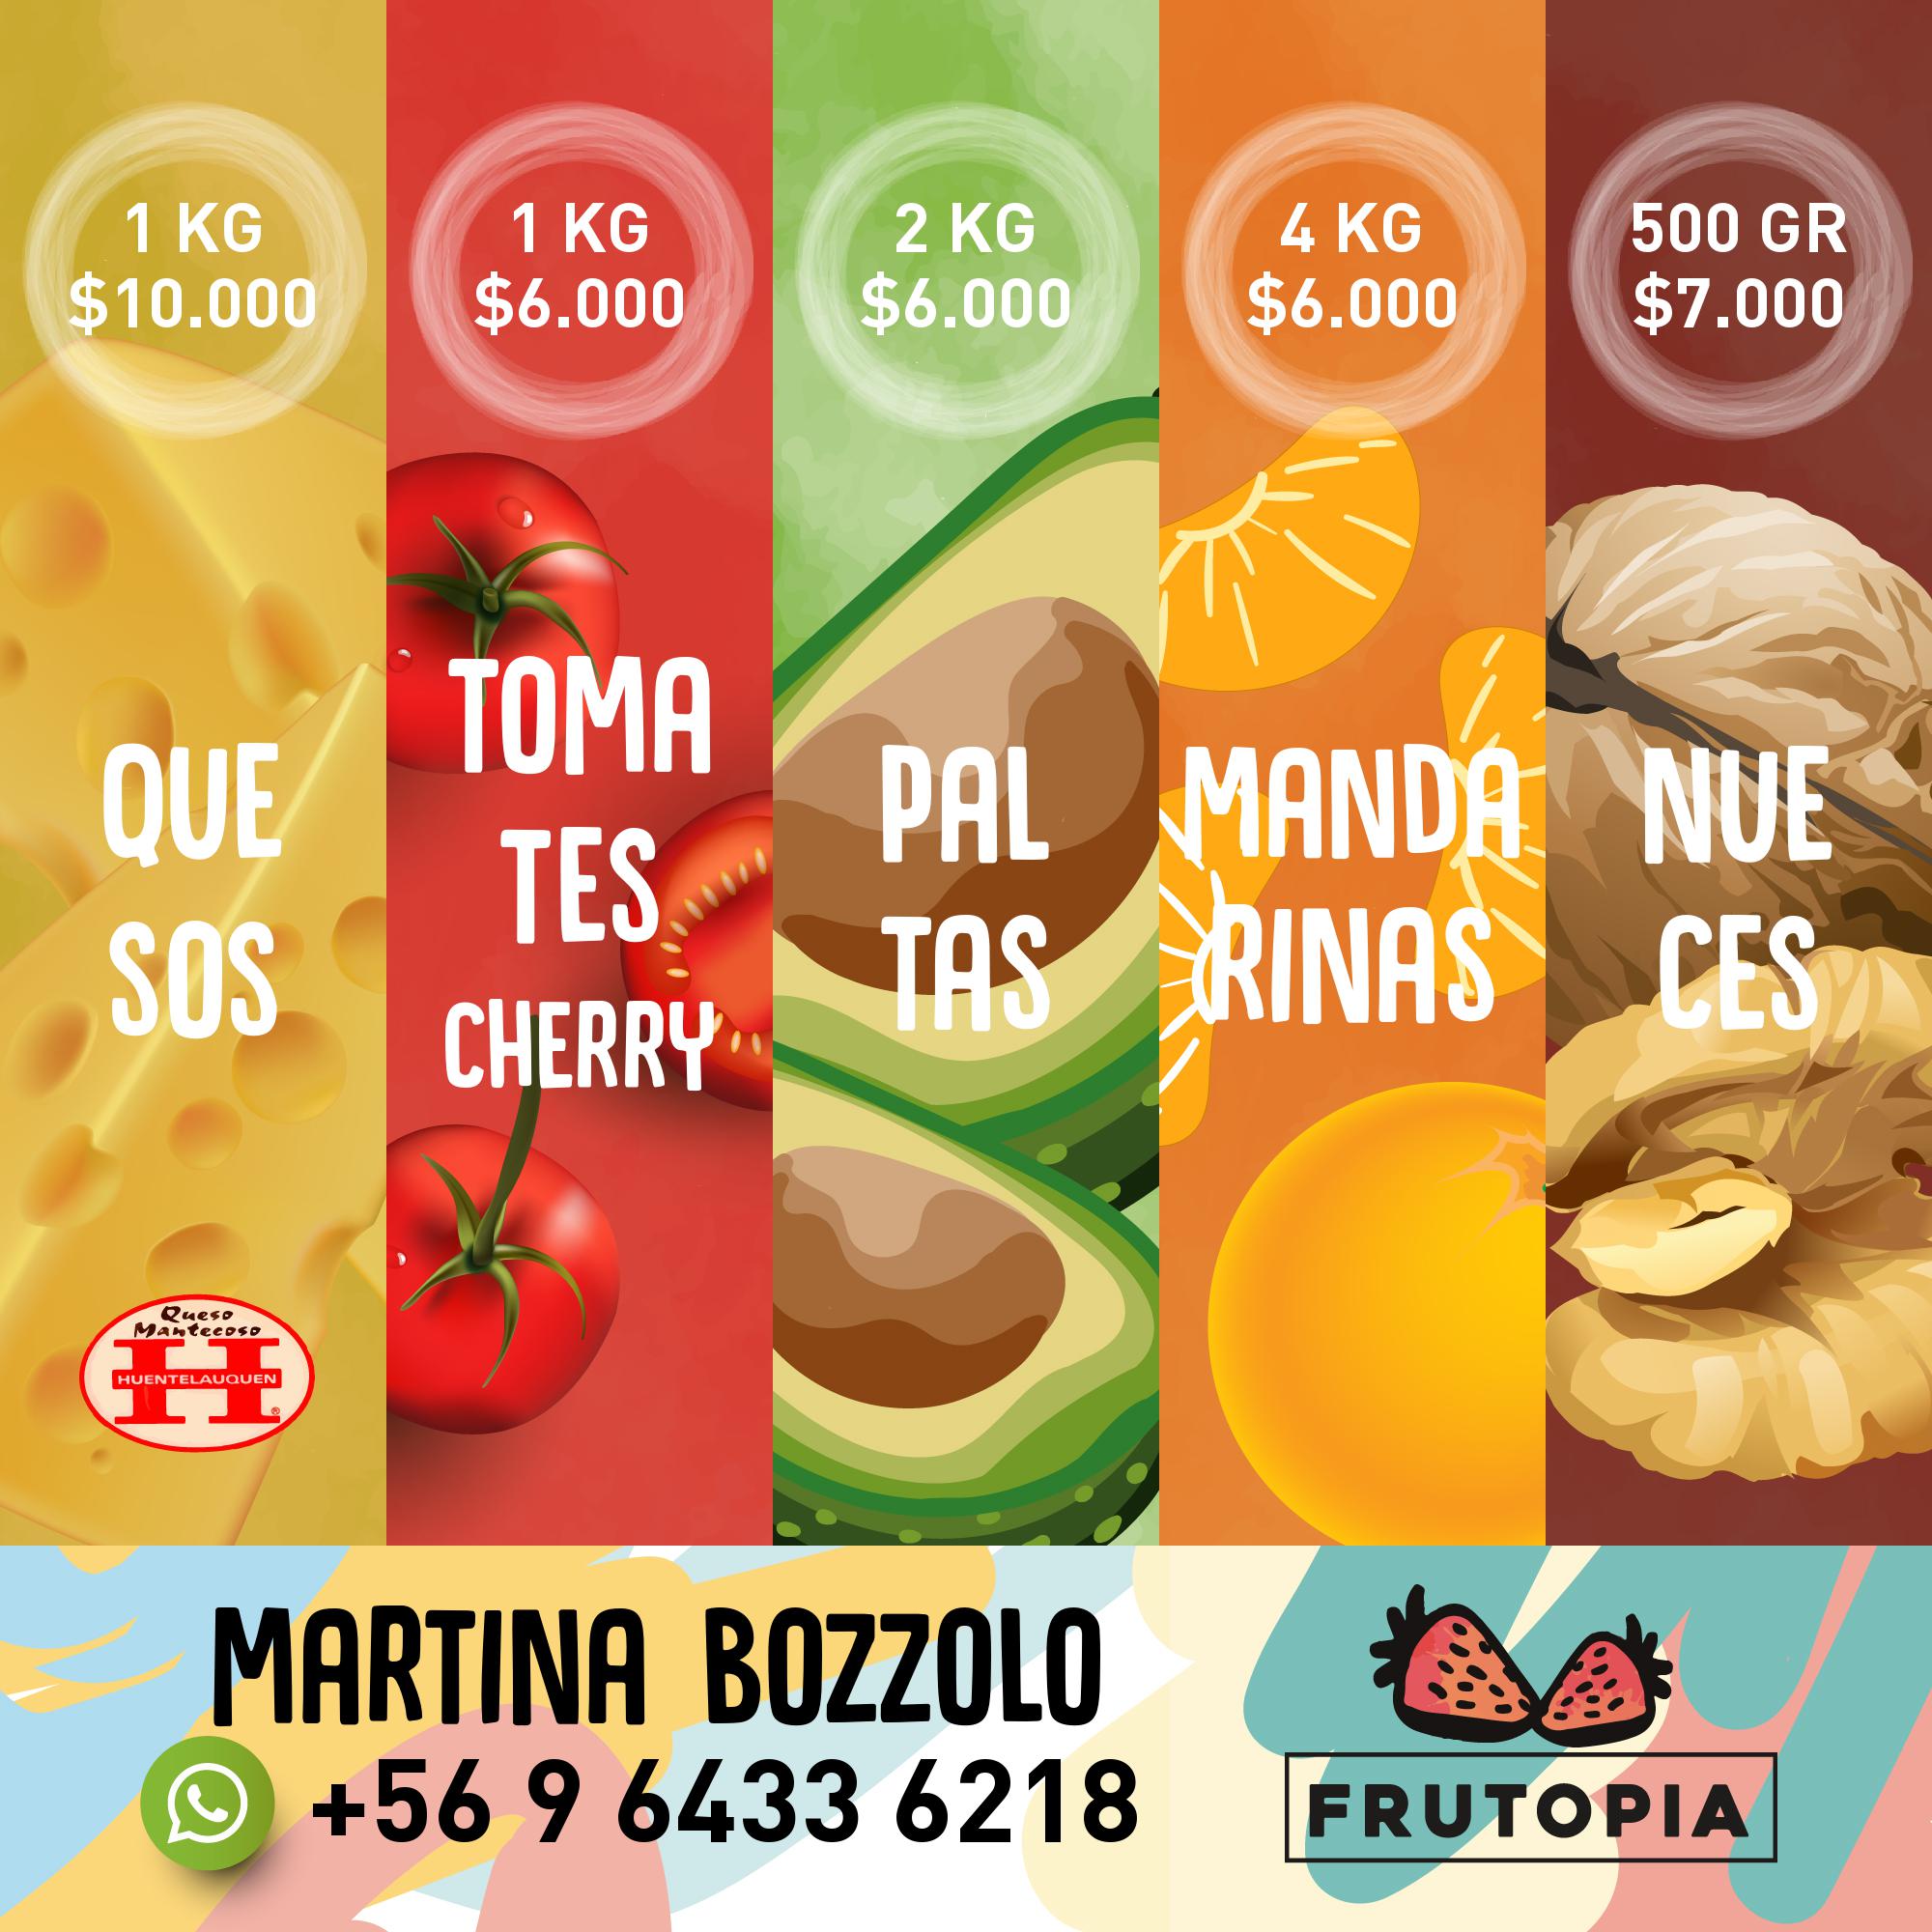 1 KG
$10.000
QUE
SOS
Queso
Mantecoso
H
HUENTELAUQUEN
®
1 KG
$6.000
TOMA
TES
CHERRY
2 KG
$6.000
PAL
TAS
4 KG
$6.000
MANDA
RINAS
500 GR
$7.000
NUE
CES
MARTINA BOZZOLO
+56 9 6433 6218
FRUTOPIA